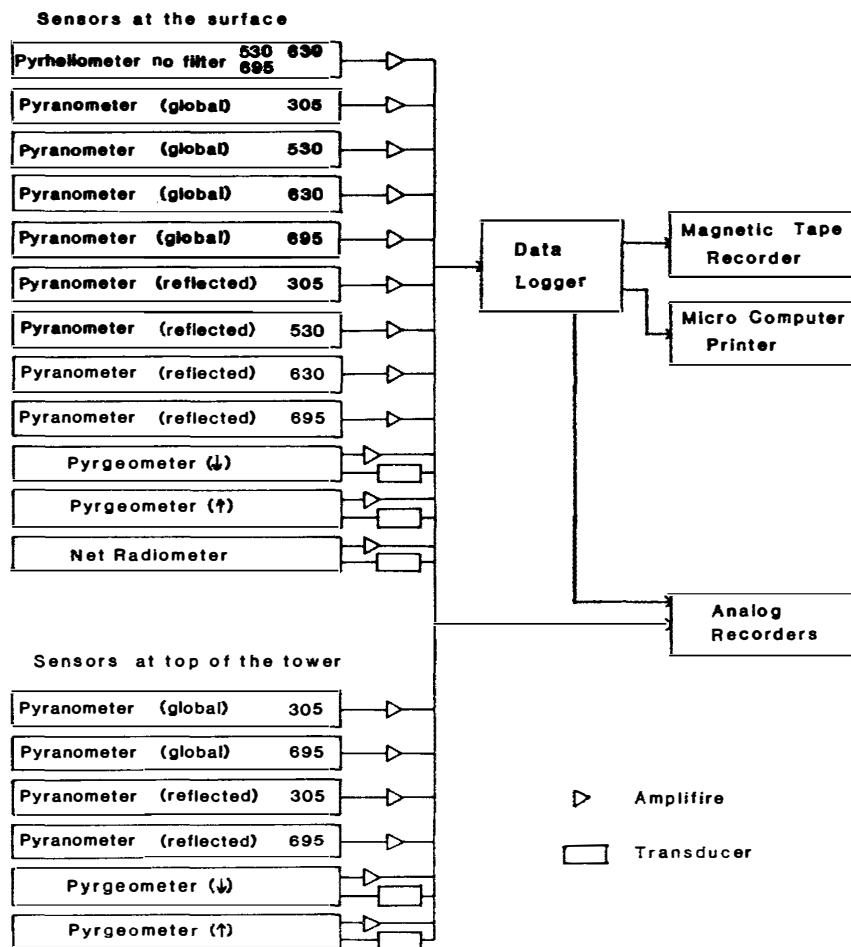 Sensors at the surface
Pyrheliometer no filter 530 630
695
Pyranometer (global) 305
Pyranometer (global) 530
Pyranometer (global) 630
Pyranometer (global) 695
Pyranometer (reflected) 305
Pyranometer (reflected) 530
Pyranometer (reflected) 630
Pyranometer (reflected) 695
Pyrgeometer (↓)
Pyrgeometer (↑)
Net Radiometer
Data
Logger
Magnetic Tape
Recorder
Micro Computer
Printer
Analog
Recorders
Sensors at top of the tower
Pyranometer (global) 305
Pyranometer (global) 695
Pyranometer (reflected) 305
Pyranometer (reflected) 695
Pyrgeometer (↓)
Pyrgeometer (↑)
Amplifire
Transducer